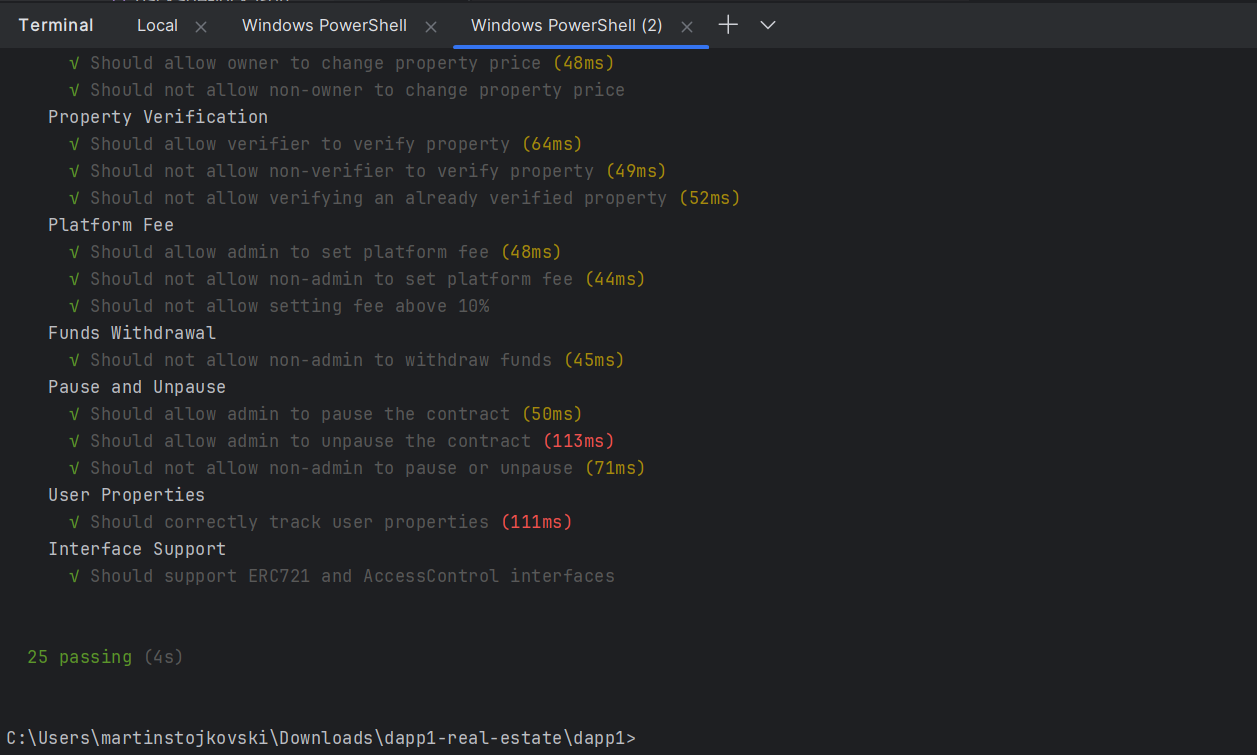 Terminal Local Windows PowerShell Windows PowerShell (2)
√ Should allow owner to change property price (48ms)
√ Should not allow non-owner to change property price
Property Verification
√ Should allow verifier to verify property (64ms)
√ Should not allow non-verifier to verify property (49ms)
√ Should not allow verifying an already verified property (52ms)
Platform Fee
√ Should allow admin to set platform fee (48ms)
√ Should not allow non-admin to set platform fee (44ms)
√ Should not allow setting fee above 10%
Funds Withdrawal
√ Should not allow non-admin to withdraw funds (45ms)
Pause and Unpause
√ Should allow admin to pause the contract (50ms)
√ Should allow admin to unpause the contract (113ms)
√ Should not allow non-admin to pause or unpause (71ms)
User Properties
√ Should correctly track user properties (111ms)
Interface Support
√ Should support ERC721 and AccessControl interfaces
25 passing (4s)
C:\Users\martinstojkovski\Downloads\dapp1-real-estate\dapp1>